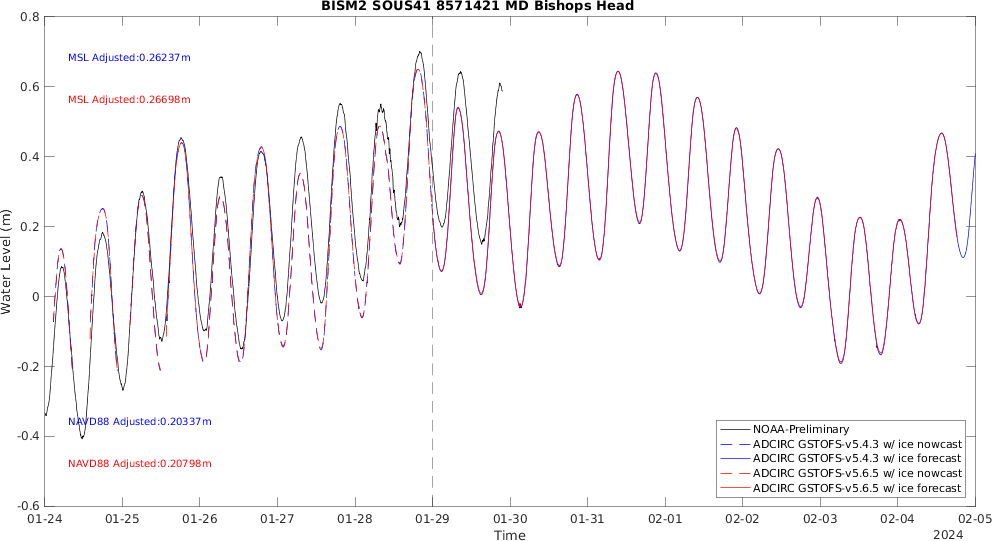 BISM2 SOUS41 8571421 MD Bishops Head
0.8
0.6
0.4
0.2
0
-0.2
-0.4
-0.6
Water Level (m)
MSL Adjusted:0.26237m
MSL Adjusted:0.26698m
NAVD88 Adjusted:0.20337m
NAVD88 Adjusted:0.20798m
NOAA-Preliminary
ADCIRC GSTOFS-v5.4.3 w/ ice nowcast
ADCIRC GSTOFS-v5.4.3 w/ ice forecast
ADCIRC GSTOFS-v5.6.5 w/ ice nowcast
ADCIRC GSTOFS-v5.6.5 w/ ice forecast
01-24 01-25 01-26 01-27 01-28 01-29 01-30 01-31 02-01 02-02 02-03 02-04 02-05
Time
2024